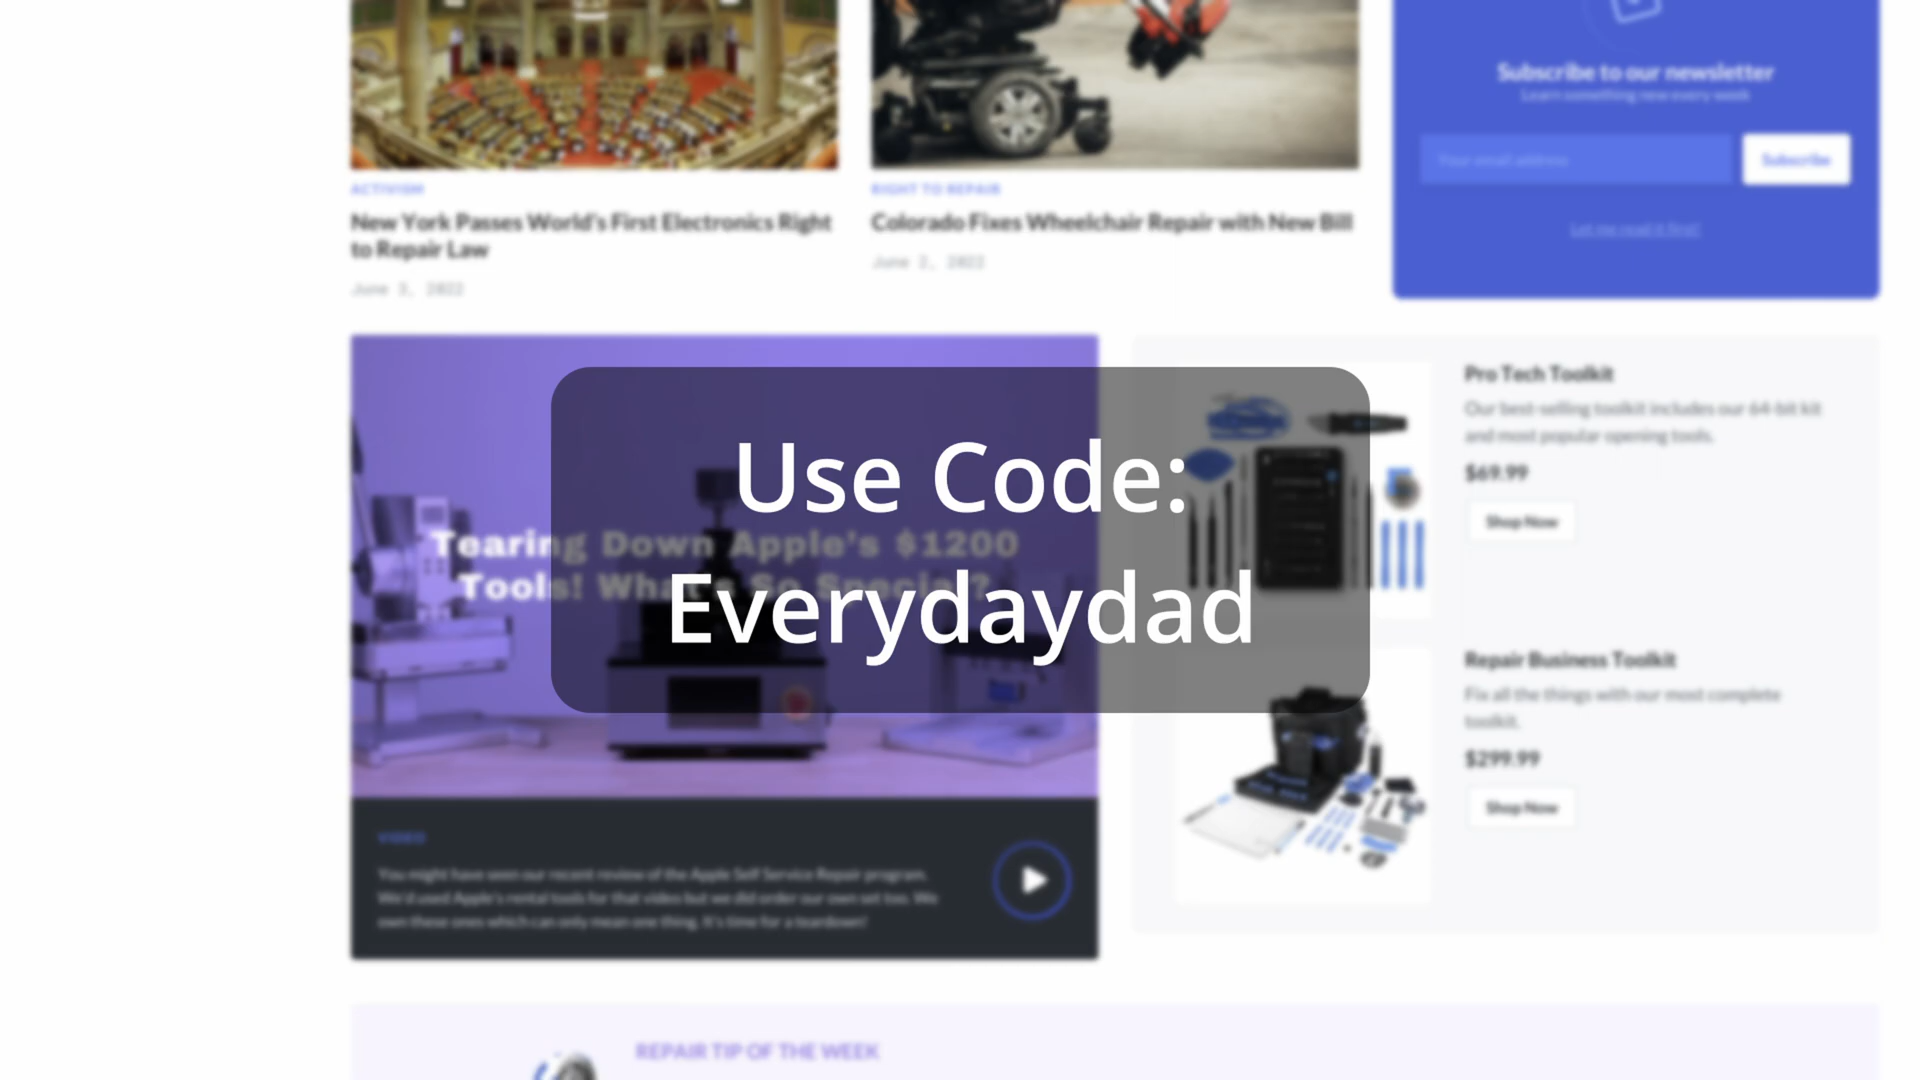 Subscribe to our newsletter
Learn something new every week
Your email address
Subscribe
Let me read it first!
ACTIVISM
New York Passes World's First Electronics Right
to Repair Law
June 3, 2022
RIGHT TO REPAIR
Colorado Fixes Wheelchair Repair with New Bill
June 2, 2022
Use Code:
Everydaydad
Tearing Down Apple's $1200
Tools! What's So Special?
VIDEO
You might have seen our recent review of the Apple Self Service Repair program.
We'd used Apple's rental tools for that video but we did order our own set too. We
own these ones which can only mean one thing. It's time for a teardown!
Pro Tech Toolkit
Our best-selling toolkit includes our 64-bit kit
and most popular opening tools.
$69.99
Shop Now
Repair Business Toolkit
Fix all the things with our most complete
toolkit.
$299.99
Shop Now
REPAIR TIP OF THE WEEK